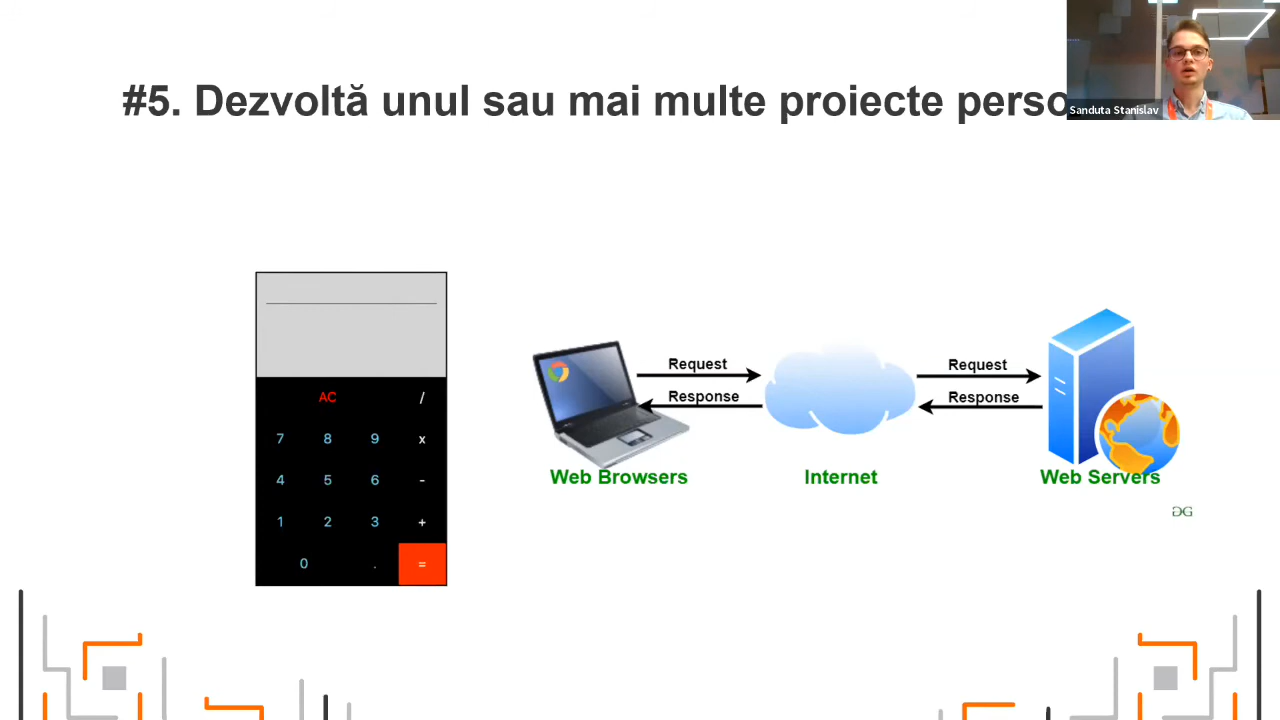 #5. Dezvoltă unul sau mai multe proiecte perso
Sanduta Stanislav
AC /
7 8 9 x
4 5 6 -
1 2 3 +
0 . =
Request
Response
Request
Response
Web Browsers
Internet
Web Servers